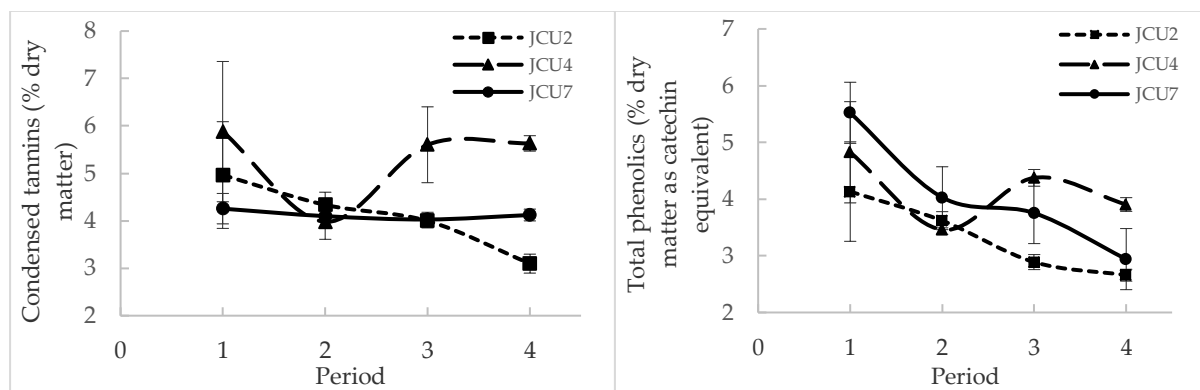 Condensed tannins (% dry
matter)
8
7
6
5
4
3
2
0
1
2
3
4
Period
JCU2
JCU4
JCU7
Total phenolics (% dry
matter as catechin
equivalent)
7
6
5
4
3
2
0
1
2
3
4
Period
JCU2
JCU4
JCU7